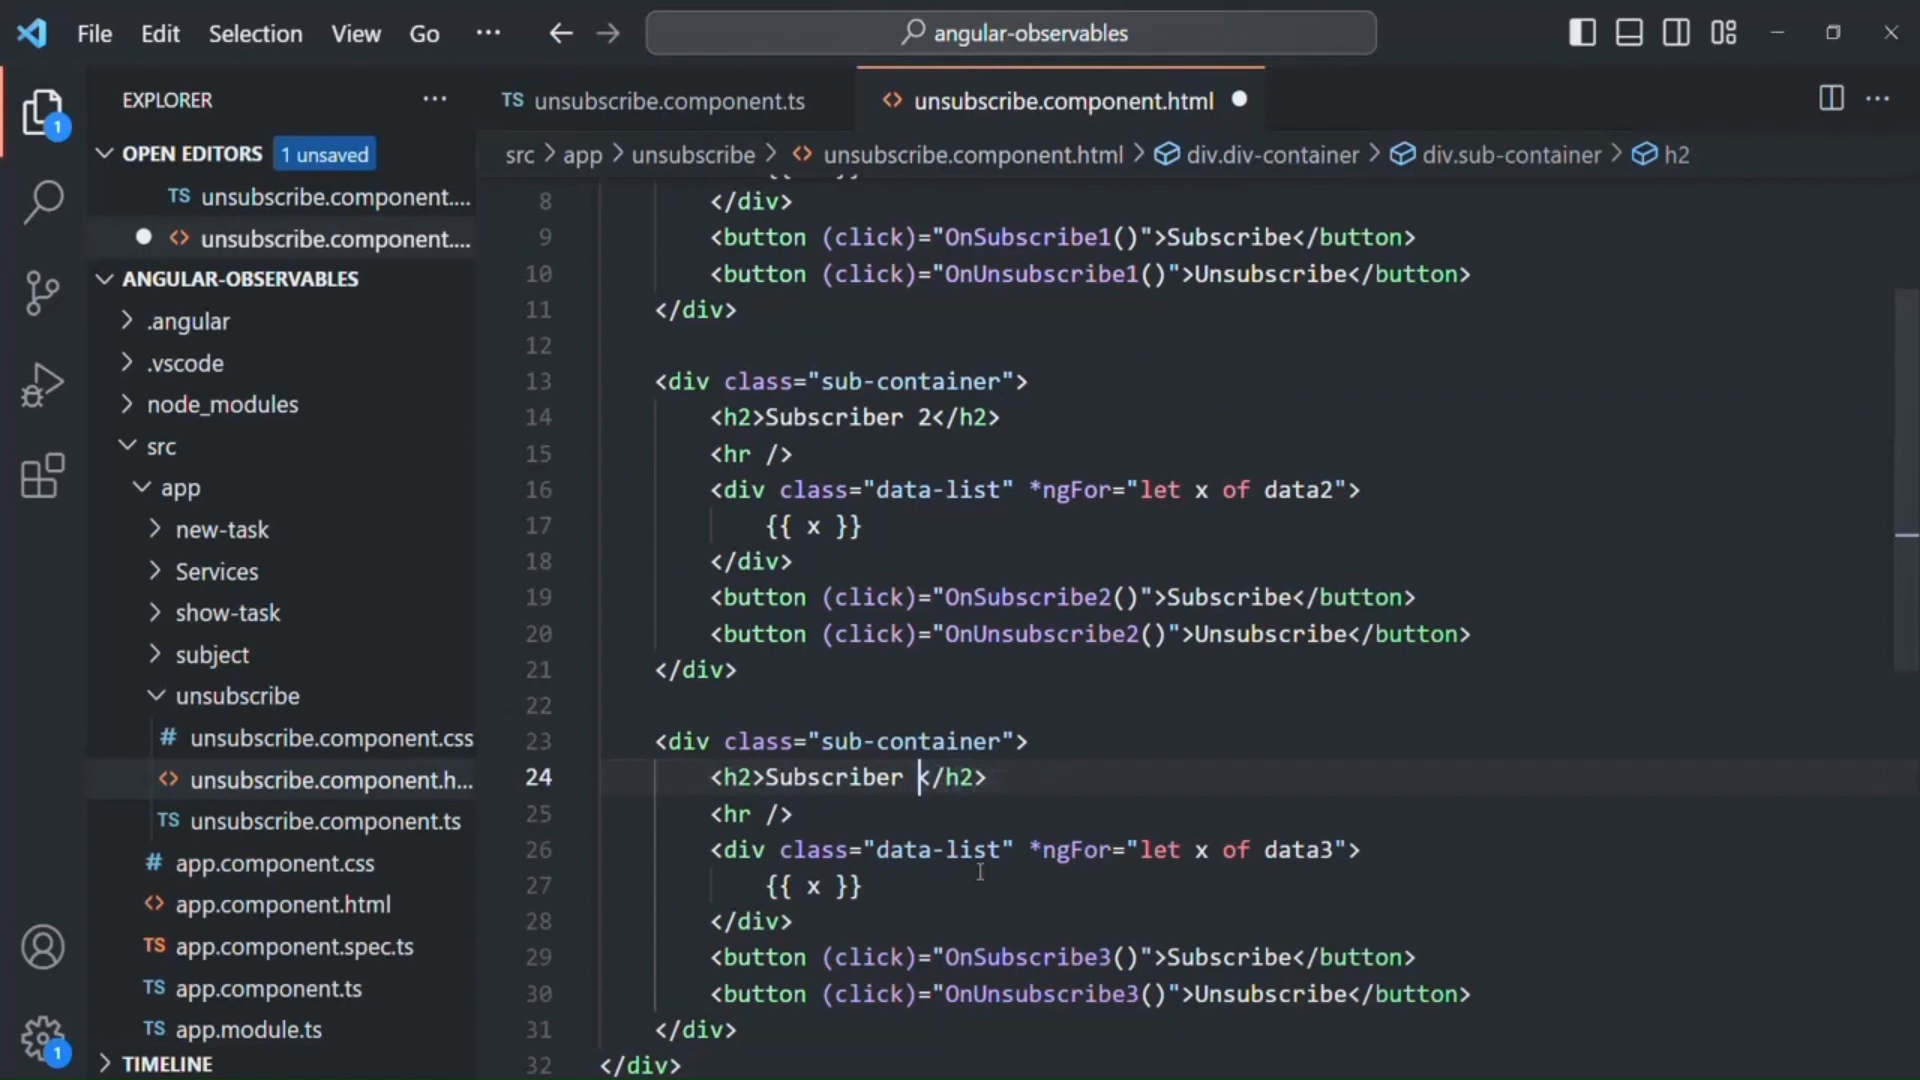 File Edit Selection View Go ··· angular-observables
EXPLORER ···
OPEN EDITORS 1 unsaved
TS unsubscribe.component....
<> unsubscribe.component....
ANGULAR-OBSERVABLES
.angular
.vscode
node_modules
src
app
new-task
Services
show-task
subject
unsubscribe
# unsubscribe.component.css
<> unsubscribe.component.h...
TS unsubscribe.component.ts
# app.component.css
<> app.component.html
TS app.component.spec.ts
TS app.component.ts
TS app.module.ts
TIMELINE
1
1
TS unsubscribe.component.ts <> unsubscribe.component.html
src > app > unsubscribe > <> unsubscribe.component.html > div.div-container > div.sub-container > h2
8 </div>
9 <button (click)="OnSubscribe1()">Subscribe</button>
10 <button (click)="OnUnsubscribe1()">Unsubscribe</button>
11 </div>
12
13 <div class="sub-container">
14 <h2>Subscriber 2</h2>
15 <hr />
16 <div class="data-list" *ngFor="let x of data2">
17 {{ x }}
18 </div>
19 <button (click)="OnSubscribe2()">Subscribe</button>
20 <button (click)="OnUnsubscribe2()">Unsubscribe</button>
21 </div>
22
23 <div class="sub-container">
24 <h2>Subscriber </h2>
25 <hr />
26 <div class="data-list" *ngFor="let x of data3">
27 {{ x }}
28 </div>
29 <button (click)="OnSubscribe3()">Subscribe</button>
30 <button (click)="OnUnsubscribe3()">Unsubscribe</button>
31 </div>
32 </div>